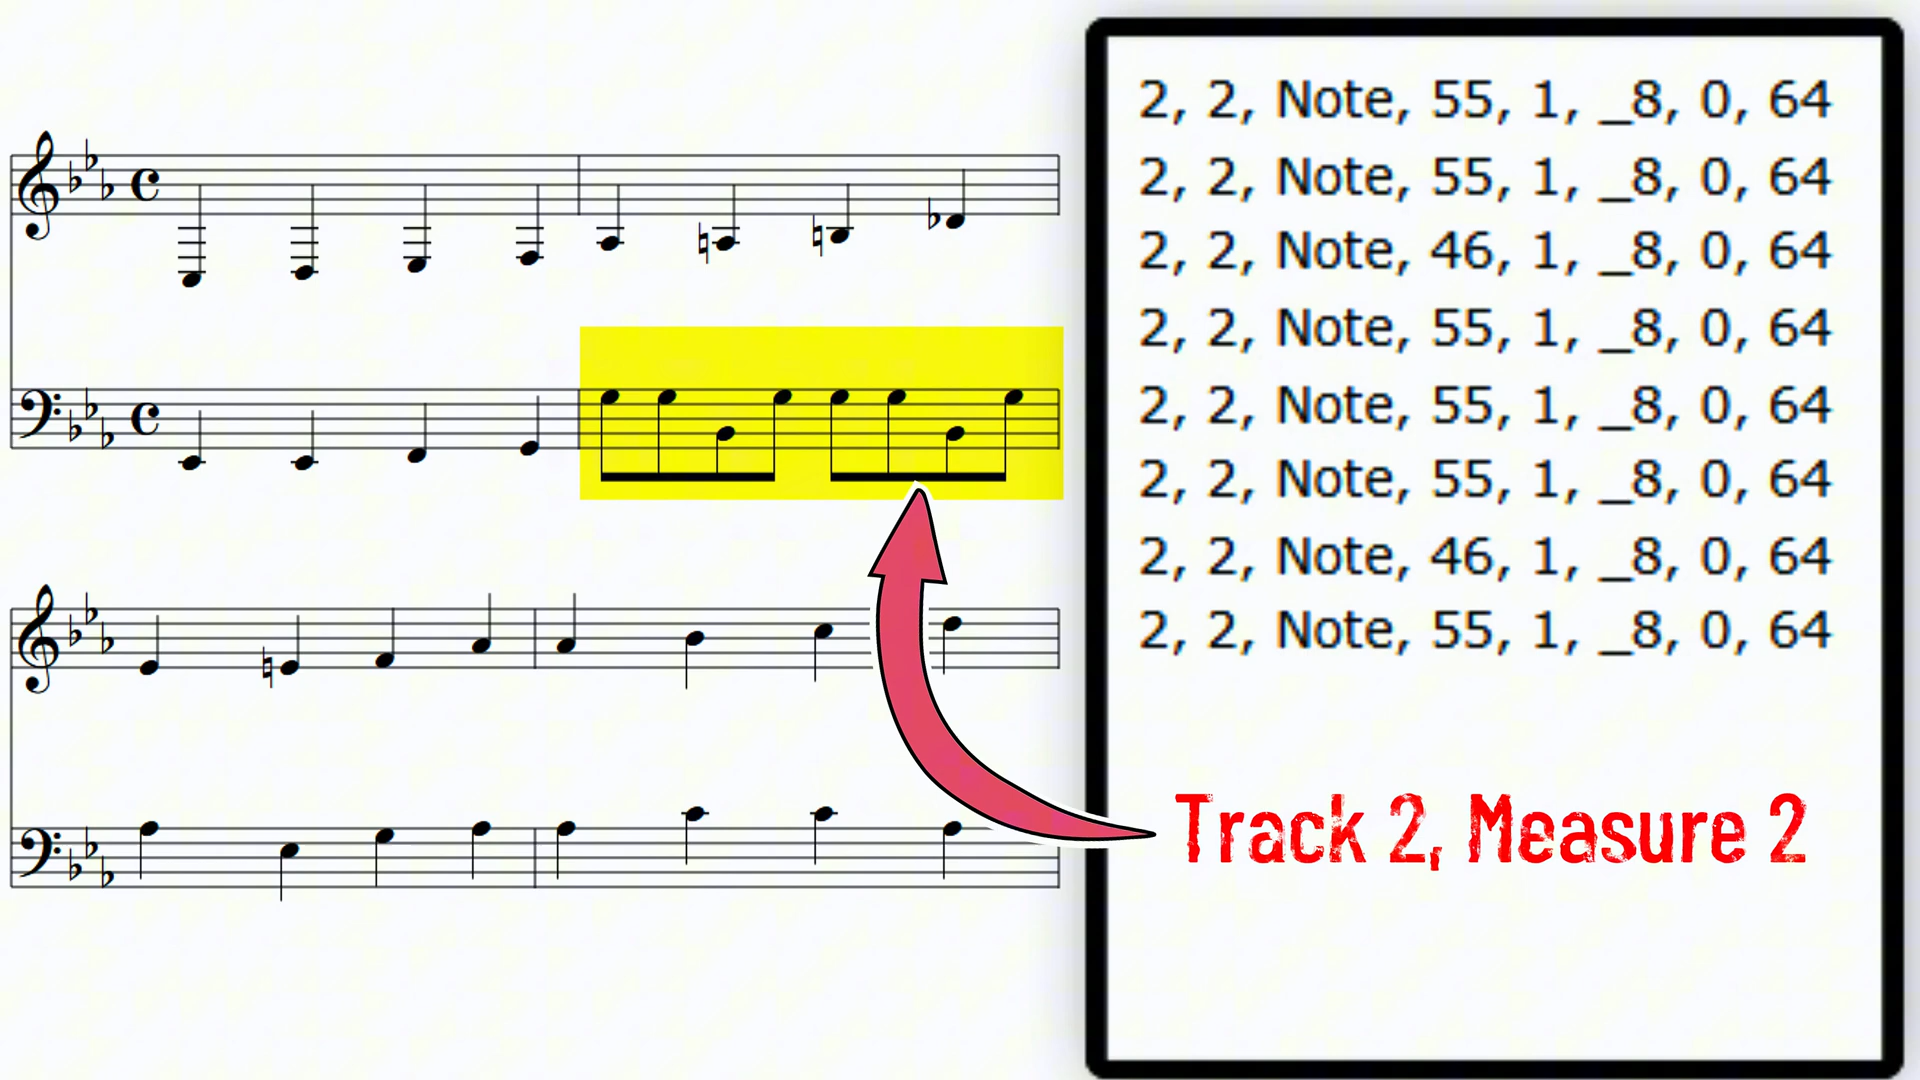 2, 2, Note, 55, 1, _8, 0, 64
2, 2, Note, 55, 1, _8, 0, 64
2, 2, Note, 46, 1, _8, 0, 64
2, 2, Note, 55, 1, _8, 0, 64
2, 2, Note, 55, 1, _8, 0, 64
2, 2, Note, 55, 1, _8, 0, 64
2, 2, Note, 46, 1, _8, 0, 64
2, 2, Note, 55, 1, _8, 0, 64
Track 2, Measure 2